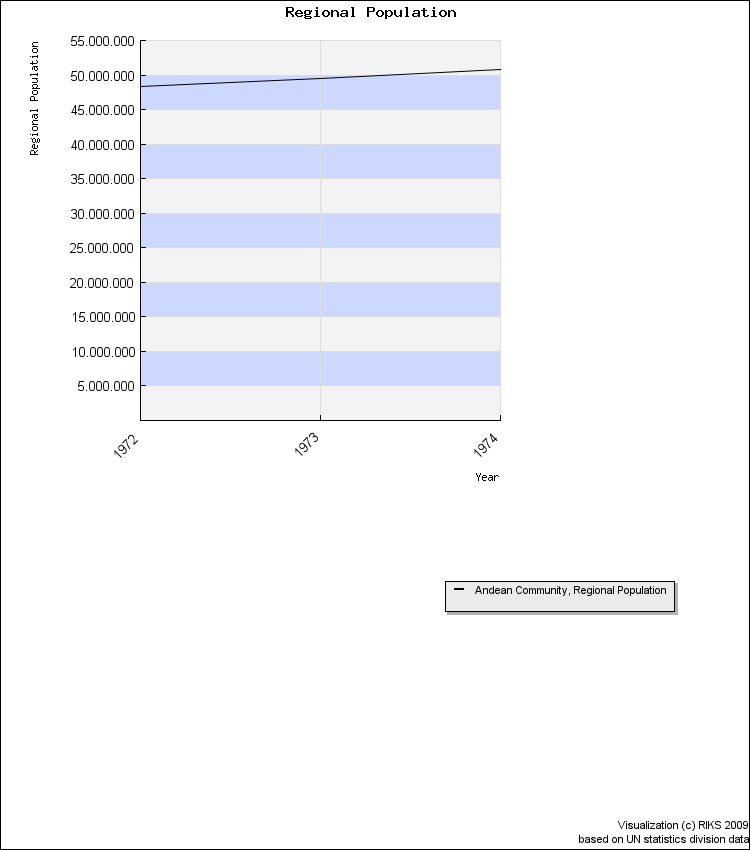 Regional Population
Regional Population
55.000.000
50.000.000
45.000.000
40.000.000
35.000.000
30.000.000
25.000.000
20.000.000
15.000.000
10.000.000
5.000.000
1972
1973
1974
Year
Andean Community, Regional Population
Visualization (c) RIKS 2009
based on UN statistics division data